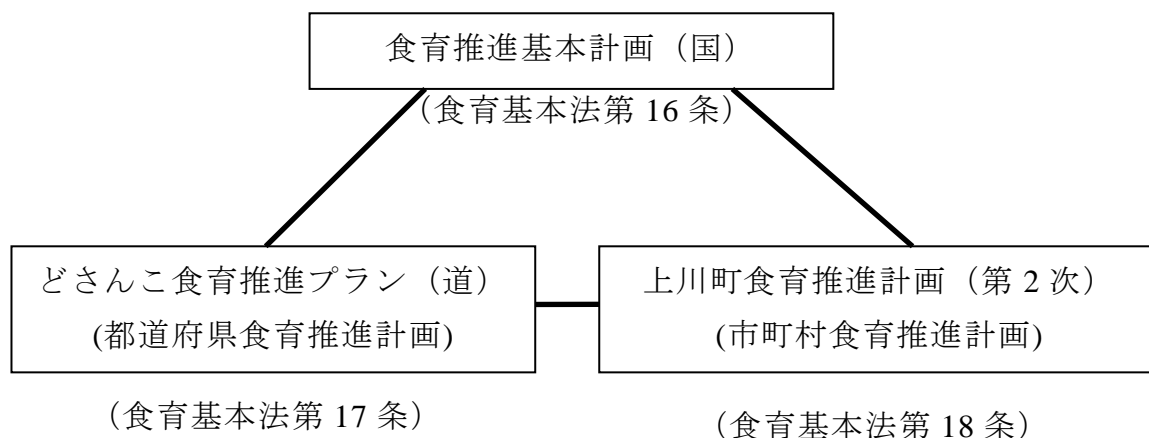 食育推進基本計画（国）
（食育基本法第 16 条）
どさんこ食育推進プラン（道）
(都道府県食育推進計画)
（食育基本法第 17 条）
上川町食育推進計画（第 2 次）
(市町村食育推進計画)
（食育基本法第 18 条）